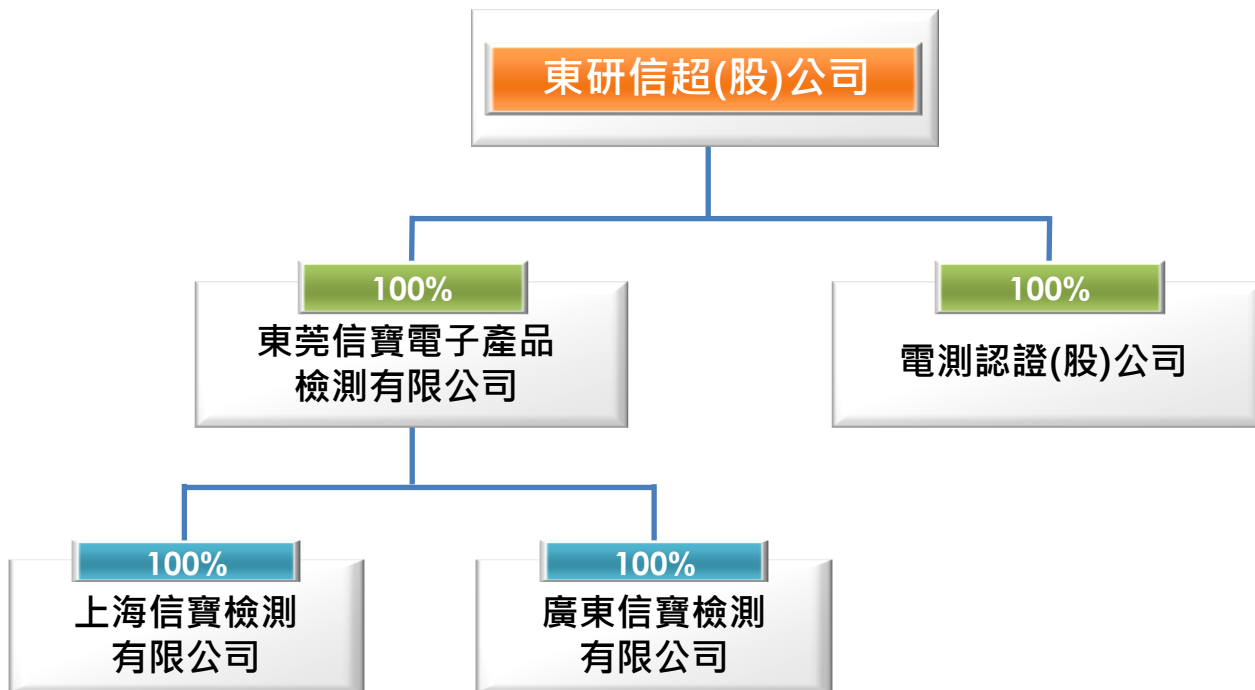 東研信超(股)公司
100%
東莞信寶電子產品
檢測有限公司
100%
電測認證(股)公司
100%
上海信寶檢測
有限公司
100%
廣東信寶檢測
有限公司